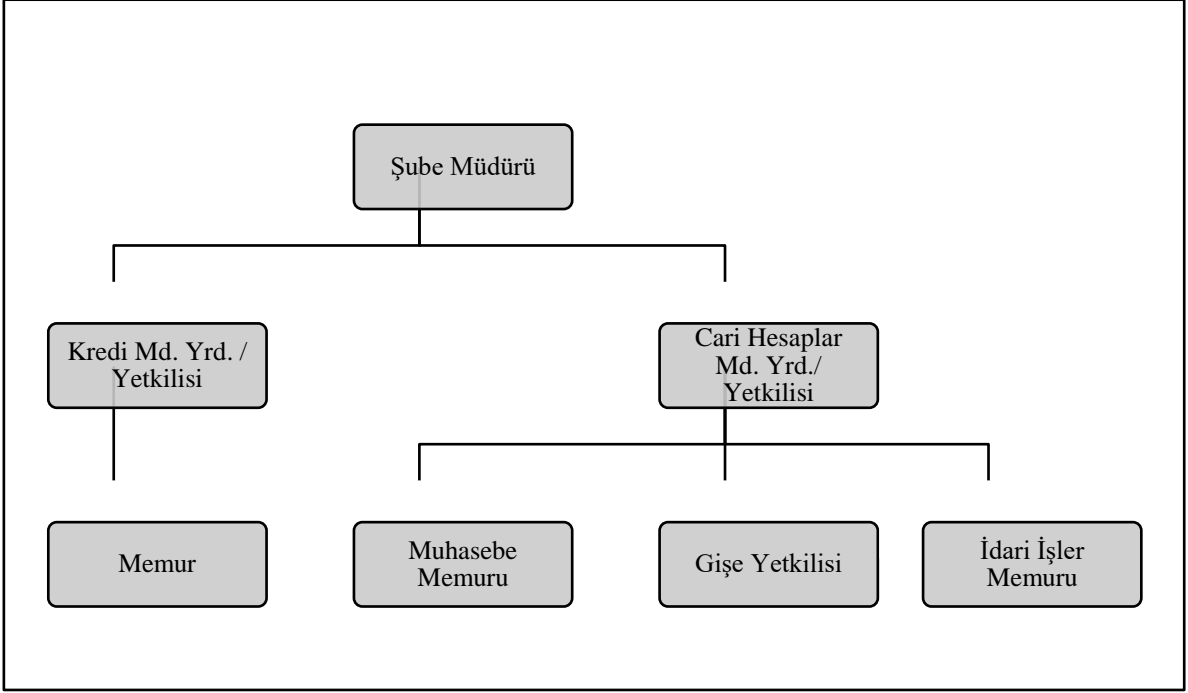 Şube Müdürü
Kredi Md. Yrd. /
Yetkilisi
Cari Hesaplar
Md. Yrd./
Yetkilisi
Memur
Muhasebe
Memuru
Gişe Yetkilisi
İdari İşler
Memuru